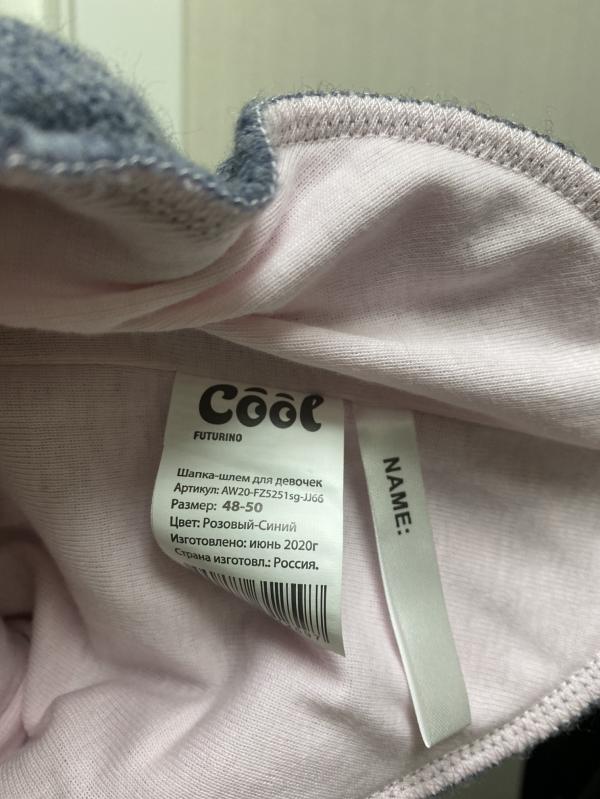 Cool
FUTURINO
Шапка-шлем для девочек
Артикул: AW20-FZ5251sg-JJ66
Размер: 48-50
Цвет: Розовый-Синий
Изготовлено: июнь 2020г
Страна изготовл.: Россия.
NAME: